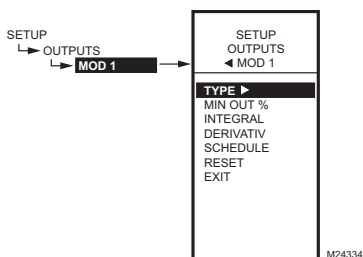 SETUP
OUTPUTS
MOD 1
SETUP
OUTPUTS
◄ MOD 1
TYPE ►
MIN OUT %
INTEGRAL
DERIVATIV
SCHEDULE
RESET
EXIT
M24334